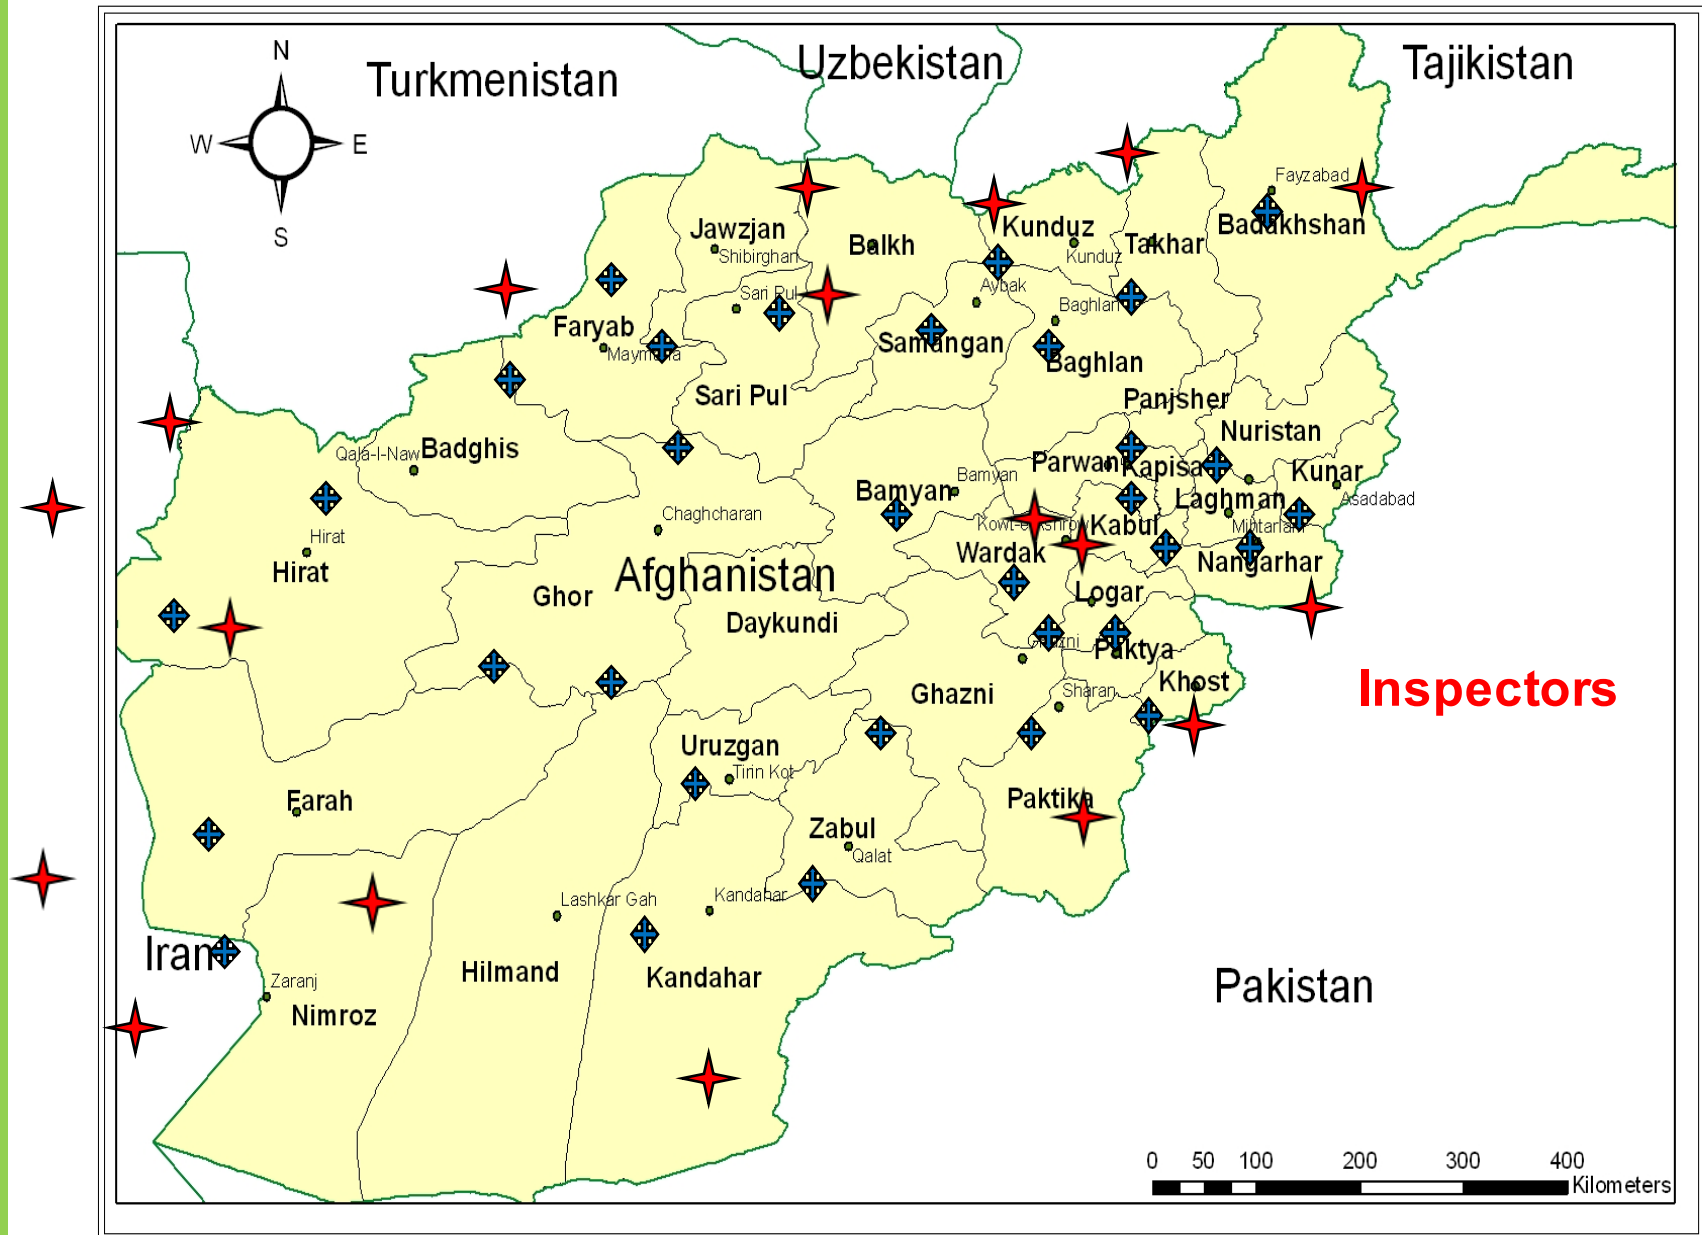 N
W
E
S
Turkmenistan
Uzbekistan
Tajikistan
Fayzabad
Badakhshan
Jawzjan
Shibirghan
Balkh
Kunduz
Kunduz
Takhar
Aybak
Sari Pul
Baghlan
Faryab
Maymana
Samangan
Baghlan
Sari Pul
Panjsher
Nuristan
Qala-I-Naw
Badghis
Parwan
Kapisa
Kunar
Bamyan
Bamyan
Laghman
Asadabad
Chaghcharan
Kabul
Mihtarlam
Hirat
Wardak
Nangarhar
Hirat
Afghanistan
Ghor
Logar
Daykundi
Ghazni
Paktya
Khost
Ghazni
Sharan
Inspectors
Uruzgan
Tirin Kot
Farah
Paktika
Zabul
Qalat
Lashkar Gah
Kandahar
Iran
Hilmand
Kandahar
Zaranj
Nimroz
Pakistan
0 50 100 200 300 400
Kilometers